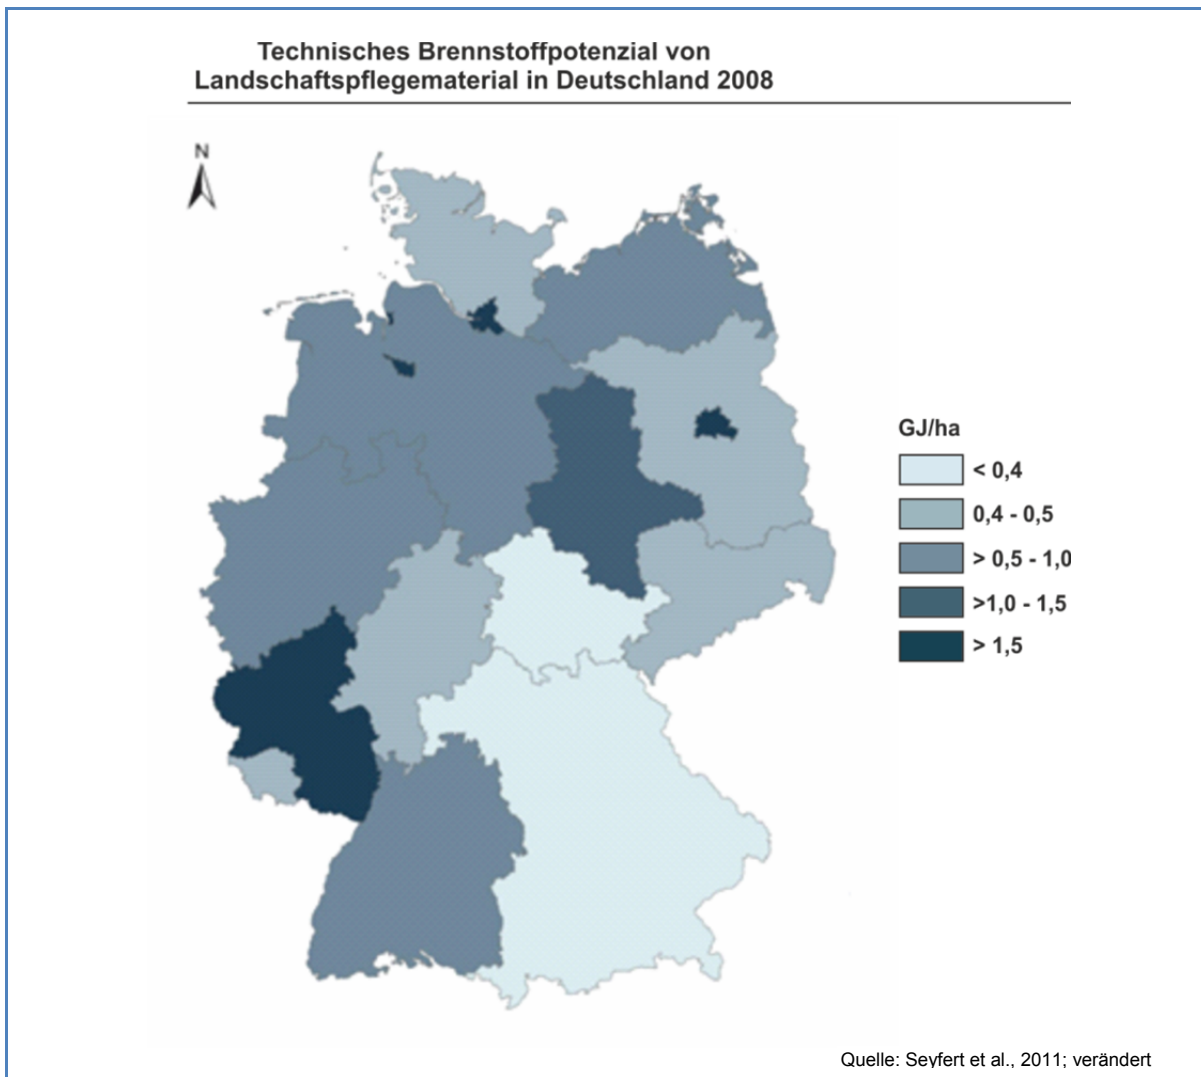 Technisches Brennstoffpotenzial von
Landschaftspflegematerial in Deutschland 2008
N
GJ/ha
< 0,4
0,4 - 0,5
> 0,5 - 1,0
>1,0 - 1,5
> 1,5
Quelle: Seyfert et al., 2011; verändert